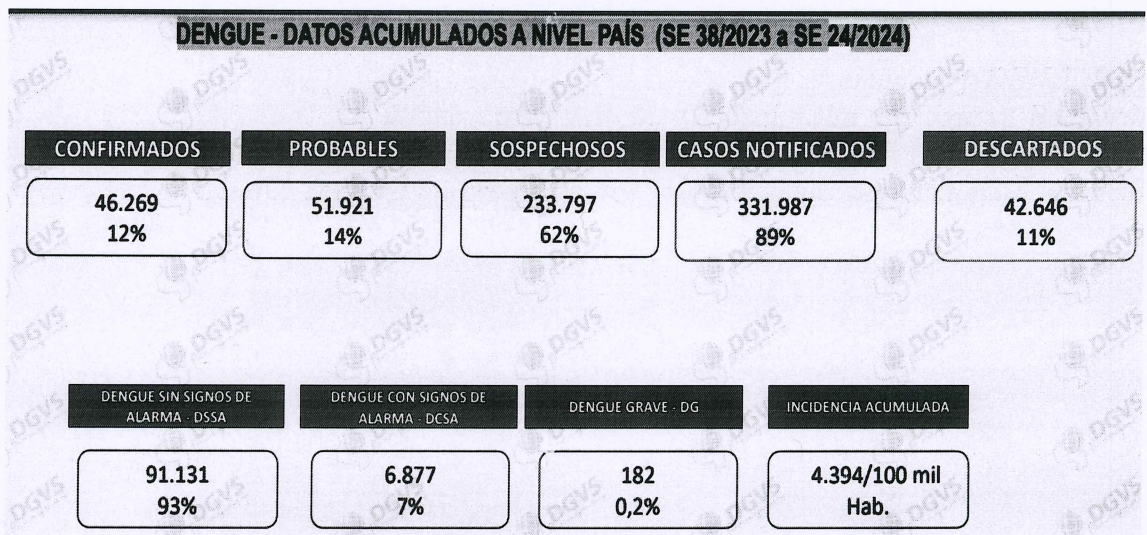 DENGUE - DATOS ACUMULADOS A NIVEL PAÍS (SE 38/2023 a SE 24/2024)
CONFIRMADOS
46.269
12%
PROBABLES
51.921
14%
SOSPECHOSOS
233.797
62%
CASOS NOTIFICADOS
331.987
89%
DESCARTADOS
42.646
11%
DENGUE SIN SIGNOS DE
ALARMA - DSSA
91.131
93%
DENGUE CON SIGNOS DE
ALARMA - DCSA
6.877
7%
DENGUE GRAVE - DG
182
0,2%
INCIDENCIA ACUMULADA
4.394/100 mil
Hab.
DGVS